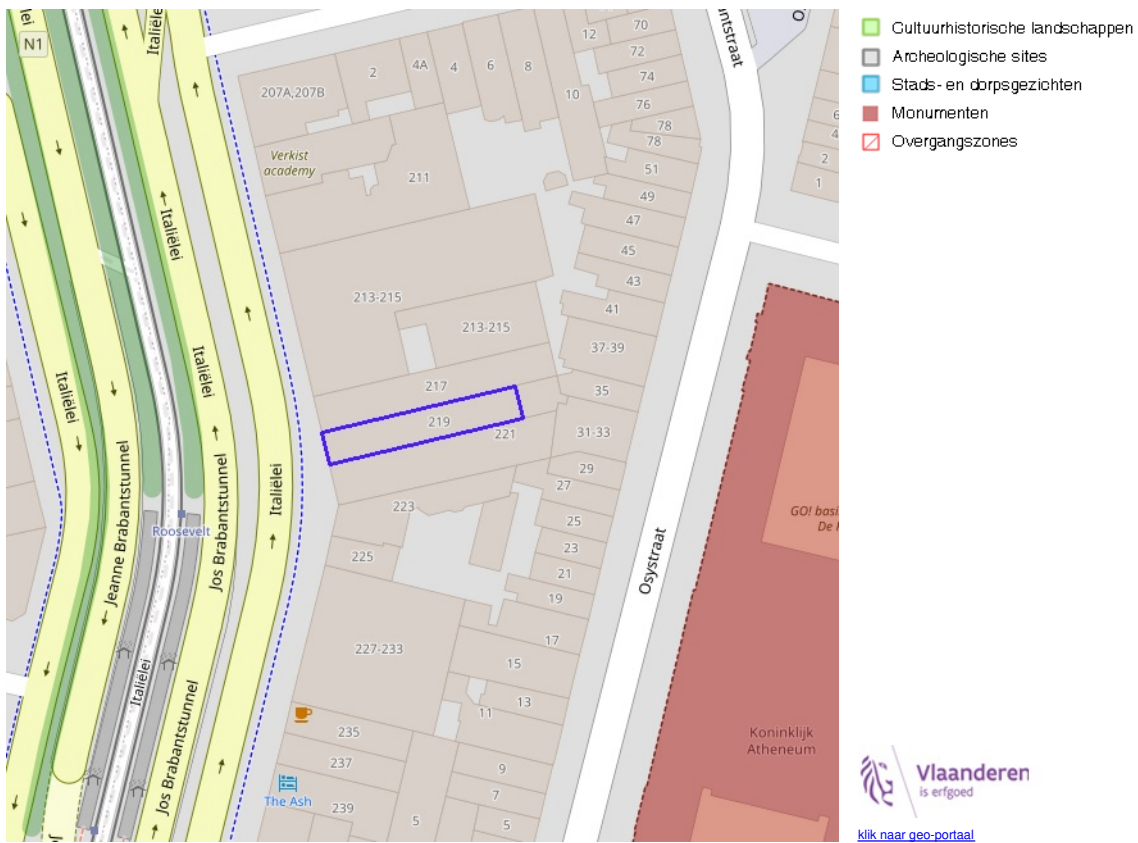 N1
Italiëlei
207A,207B
2
4A
4
6
8
10
12
70
72
74
76
78
78
51
49
47
45
43
41
37-39
35
31-33
29
27
25
23
21
19
17
15
13
11
9
7
5
5
2
1
Verkist
academy
211
213-215
213-215
217
219
221
223
225
227-233
235
237
239
The Ash
Italiëlei
Italiëlei
Italiëlei
Italiëlei
Italiëlei
Jeanne Brabantstunnel
Jos Brabantstunnel
Jos Brabantstunnel
Roosevelt
Osystraat
Koninklijk
Atheneum
Cultuurhistorische landschappen
Archeologische sites
Stads- en dorpsgezichten
Monumenten
Overgangszones
Vlaanderen
is erfgoed
klik naar geo-portaal